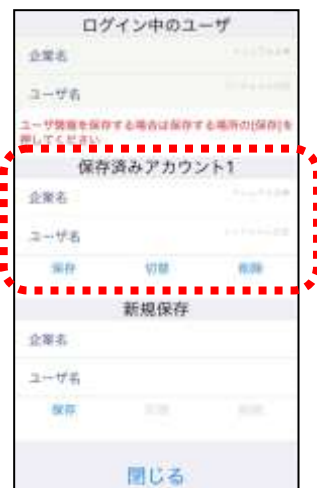 ログイン中のユーザ
企業名
ユーザ名
ユーザ情報を保存する場合は保存する場所の[保存]を
押してください
保存済みアカウント1
企業名
ユーザ名
保存 切替 削除
新規保存
企業名
ユーザ名
保存 切替 削除
閉じる